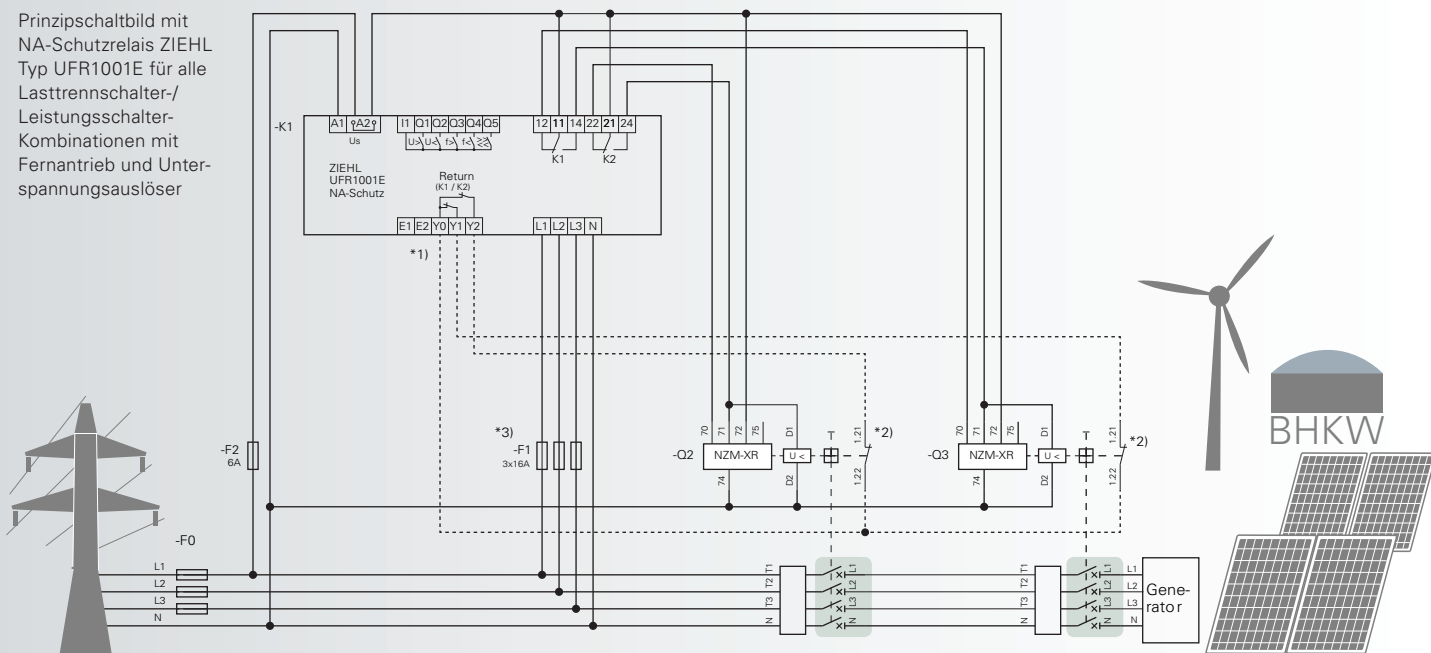 Prinzipschaltbild mit
NA-Schutzrelais ZIEHL
Typ UFR1001E für alle
Lasttrennschalter-/
Leistungsschalter-
Kombinationen mit
Fernantrieb und Unter-
spannungsauslöser
-K1
A1 A2 I1 Q1 Q2 Q3 Q4 Q5 12 11 14 22 21 24
Us U> U< f> f<
K1 K2
ZIEHL
UFR1001E
NA-Schutz
Return
(K1 / K2)
E1 E2 Y0 Y1 Y2 L1 L2 L3 N
*1)
-F2
6A
*3)
-F1
3x16A
70 71 72 75 D1 T 1.21 *2)
-Q2 NZM-XR U <
74 D2 1.22
70 71 72 75 D1 T 1.21 *2)
-Q3 NZM-XR U <
74 D2 1.22
BHKW
-F0
L1 T1 L1 T1 L1 L1
L2 T2 L2 T2 L2 L2
L3 T3 L3 T3 L3 L3
N N N N N N
Gene-
rator